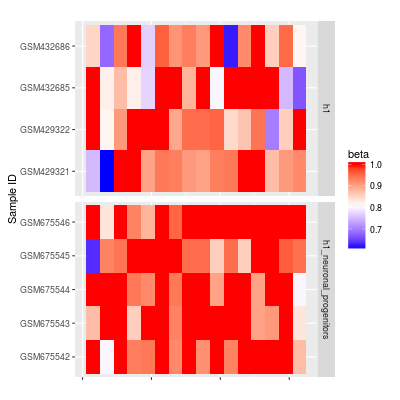 GSM432686
GSM432685
GSM429322
GSM429321
h1
GSM675546
GSM675545
GSM675544
GSM675543
GSM675542
h1_neuronal_progenitors
Sample ID
beta
1.0
0.9
0.8
0.7